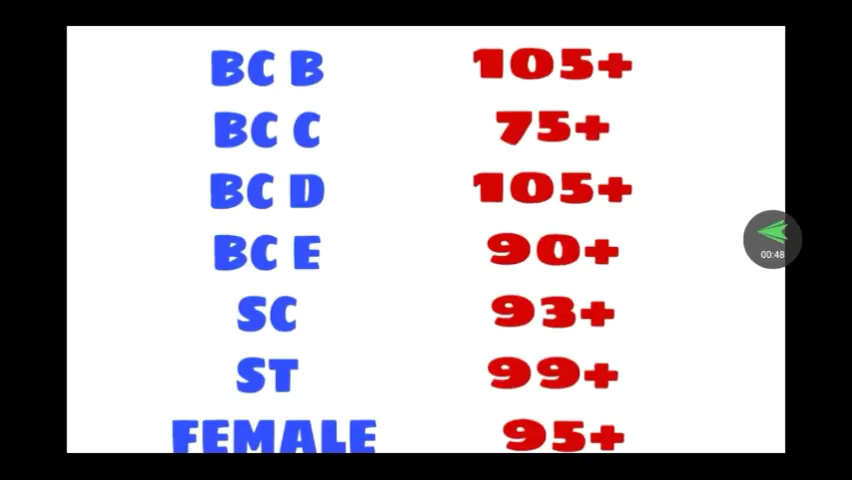 BC B 105+
BC C 75+
BC D 105+
BC E 90+
SC 93+
ST 99+
FEMALE 95+
00:48